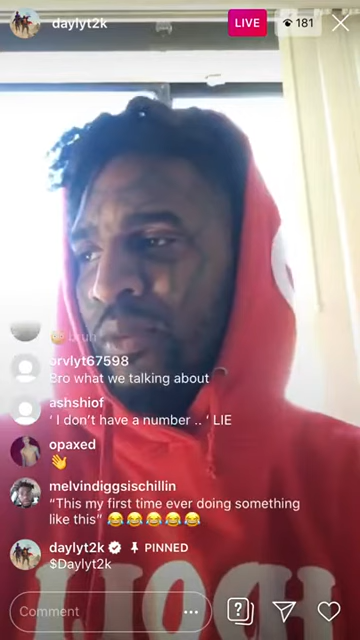 daylyt2k
LIVE
181
bruh
orvlyt67598
Bro what we talking about
ashshiof
‘ I don’t have a number .. ‘ LIE
opaxed
👋
melvindiggsischillin
“This my first time ever doing something
like this” 😂😂😂😂😂
daylyt2k PINNED
$Daylyt2k
Comment